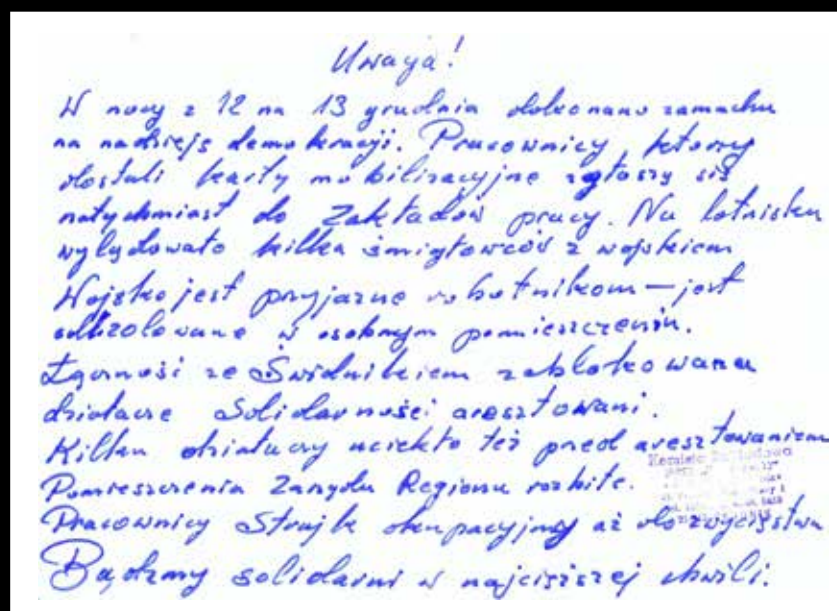 Uwaga!
W nocy z 12 na 13 grudnia dokonano zamachu
na nadzieję demokracji. Pracownicy, którzy
dostali karty mobilizacyjne zgłoszą się
natychmiast do Zakładów pracy. Na lotnisku
wylądowało kilka śmigłowców z wojskiem
Wojsko jest przyjazne robotnikom — jest
odizolowane w osobnym pomieszczeniu.
Łączność ze Świdnikiem zablokowana
działacze Solidarności aresztowani.
Kilku działaczy uciekło też przed aresztowaniem
Pomieszczenia Zarządu Regionu rozbite.
Pracownicy Strajk okupacyjny aż do zwycięstwa
Bądźmy solidarni w najcięższej chwili.